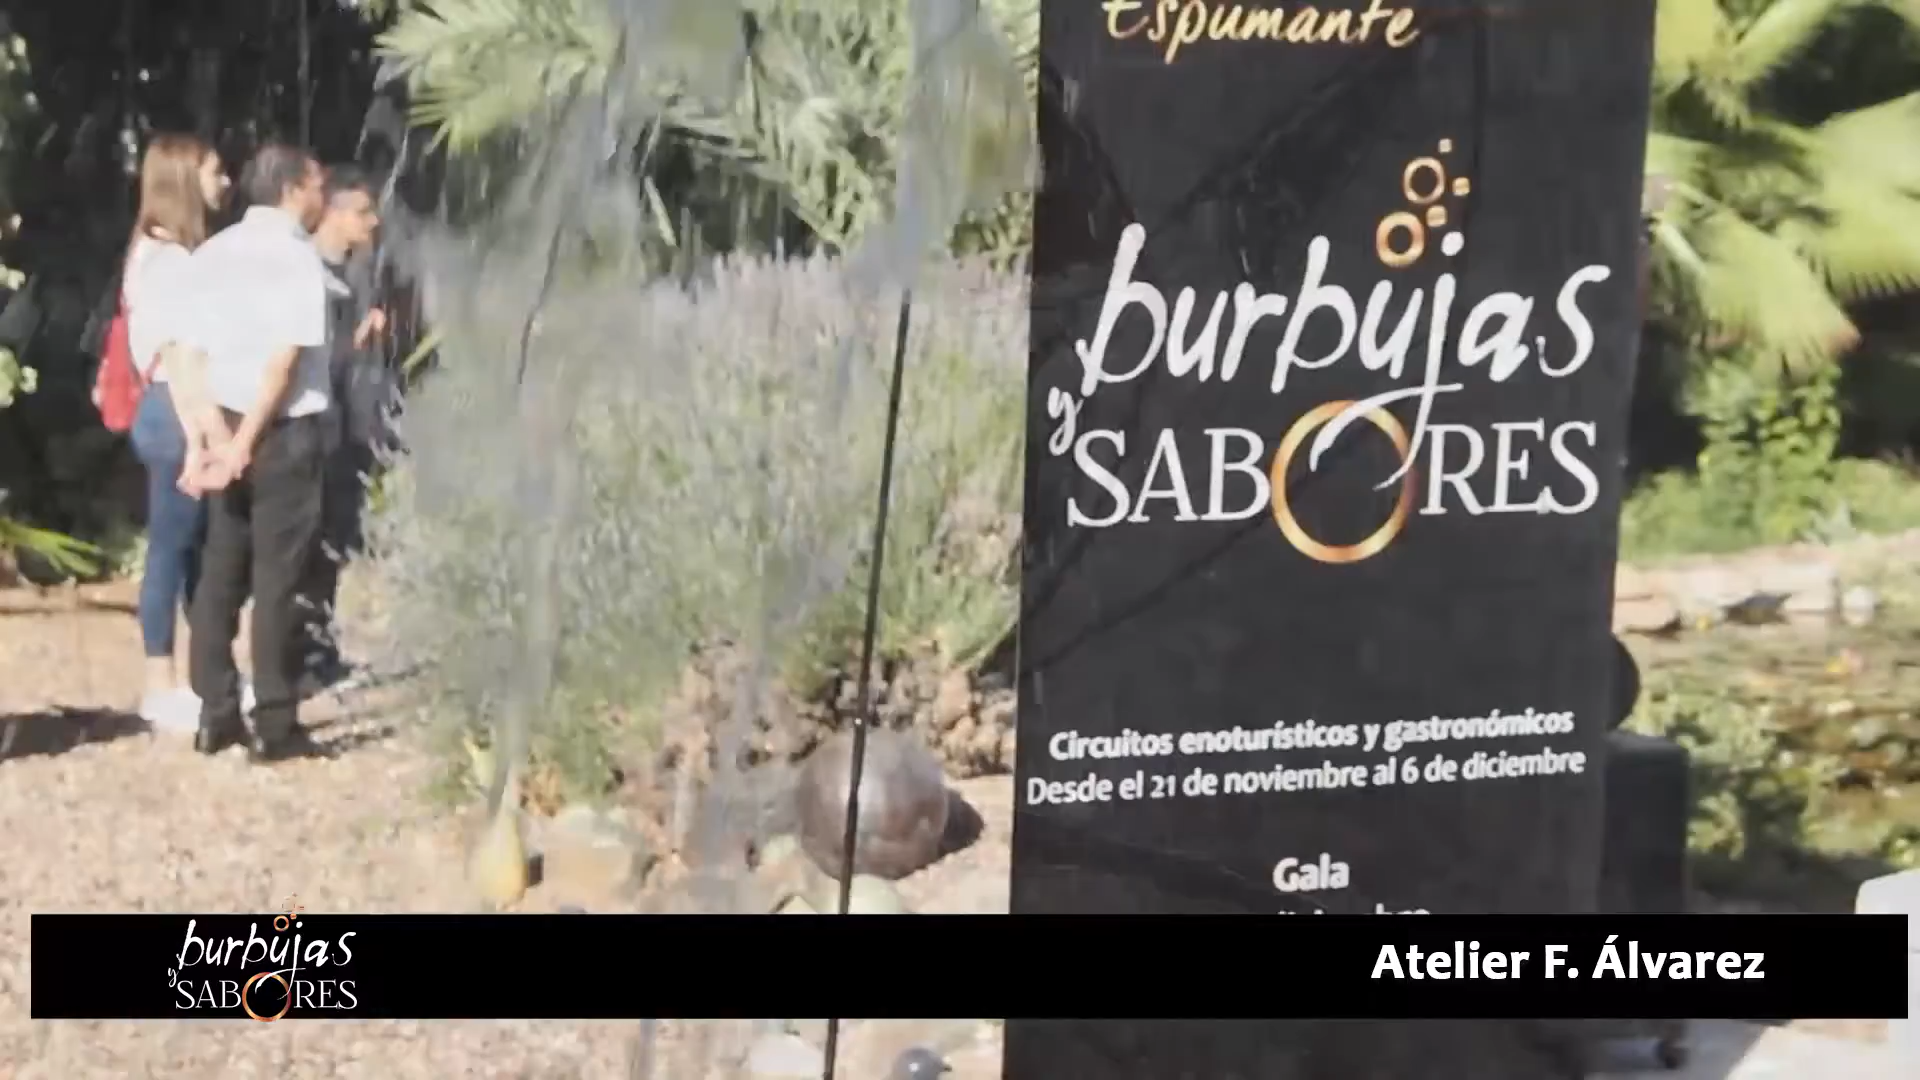 Espumante
burbujas
y SABORES
Circuitos enoturísticos y gastronómicos
Desde el 21 de noviembre al 6 de diciembre
Gala
burbujas
y SABORES
Atelier F. Álvarez